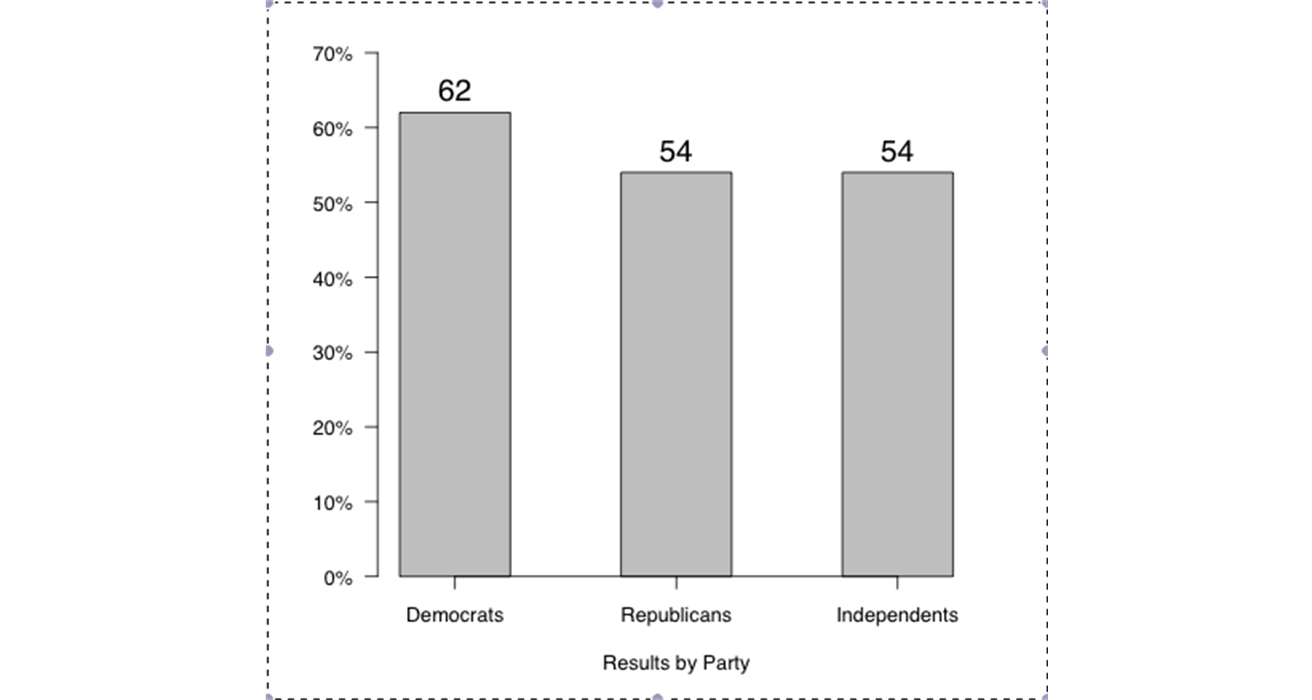 70%
62
60%
54
54
50%
40%
30%
20%
10%
0%
Democrats
Republicans
Independents
Results by Party